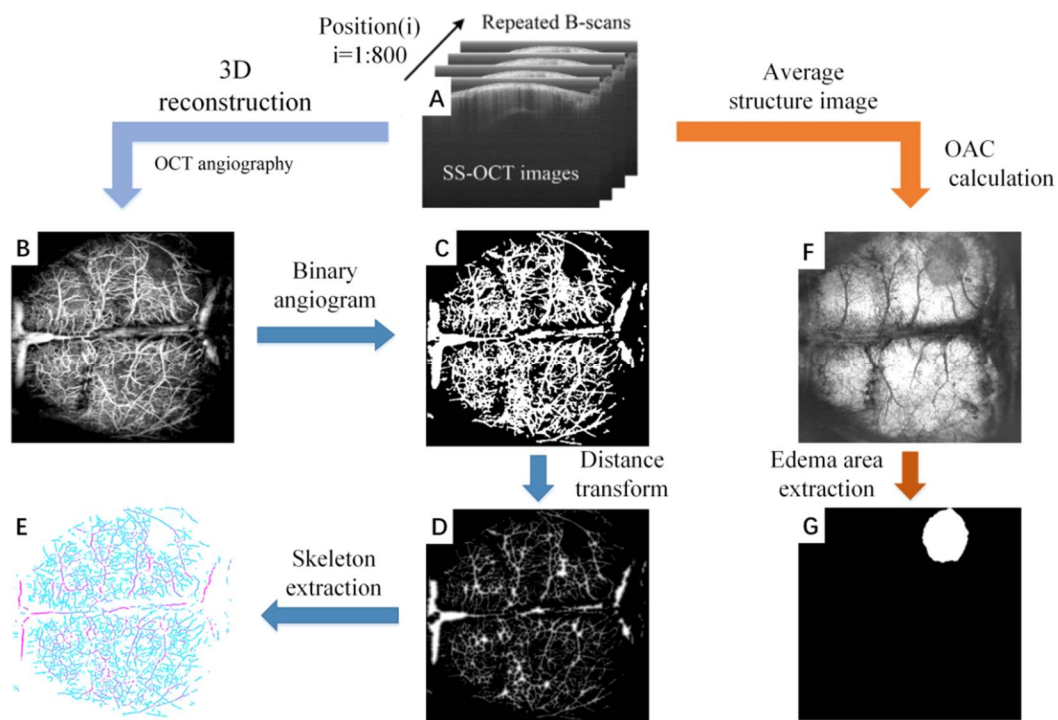 Position(i)
i=1:800
Repeated B-scans
3D
reconstruction
OCT angiography
A
SS-OCT images
Average
structure image
OAC
calculation
B
Binary
angiogram
C
F
Distance
transform
Edema area
extraction
E
Skeleton
extraction
D
G